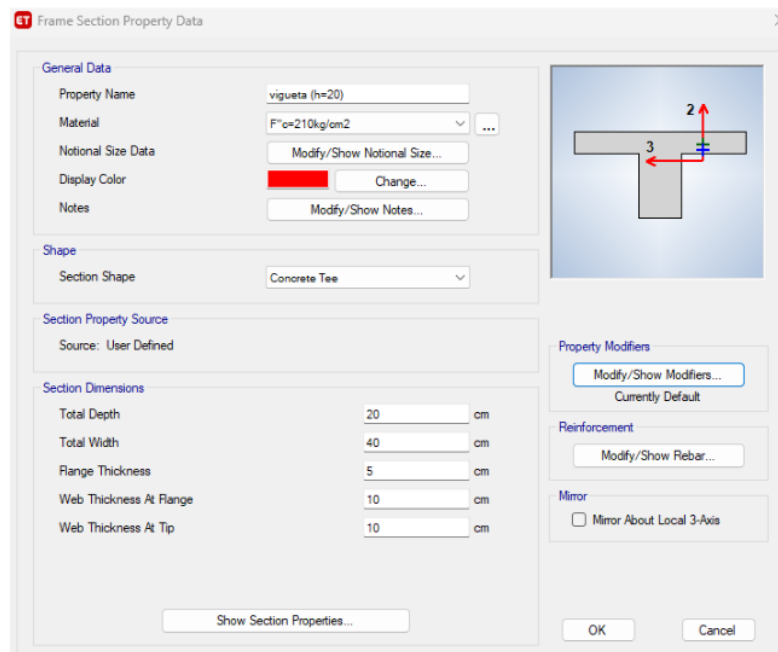 ET Frame Section Property Data
General Data
Property Name vigueta (h=20)
Material F"c=210kg/cm2 ...
Notional Size Data Modify/Show Notional Size...
Display Color Change...
Notes Modify/Show Notes...
Shape
Section Shape Concrete Tee
Section Property Source
Source: User Defined
Section Dimensions
Total Depth 20 cm
Total Width 40 cm
Flange Thickness 5 cm
Web Thickness At Flange 10 cm
Web Thickness At Tip 10 cm
Show Section Properties...
2
3
Property Modifiers
Modify/Show Modifiers...
Currently Default
Reinforcement
Modify/Show Rebar...
Mirror
Mirror About Local 3-Axis
OK Cancel